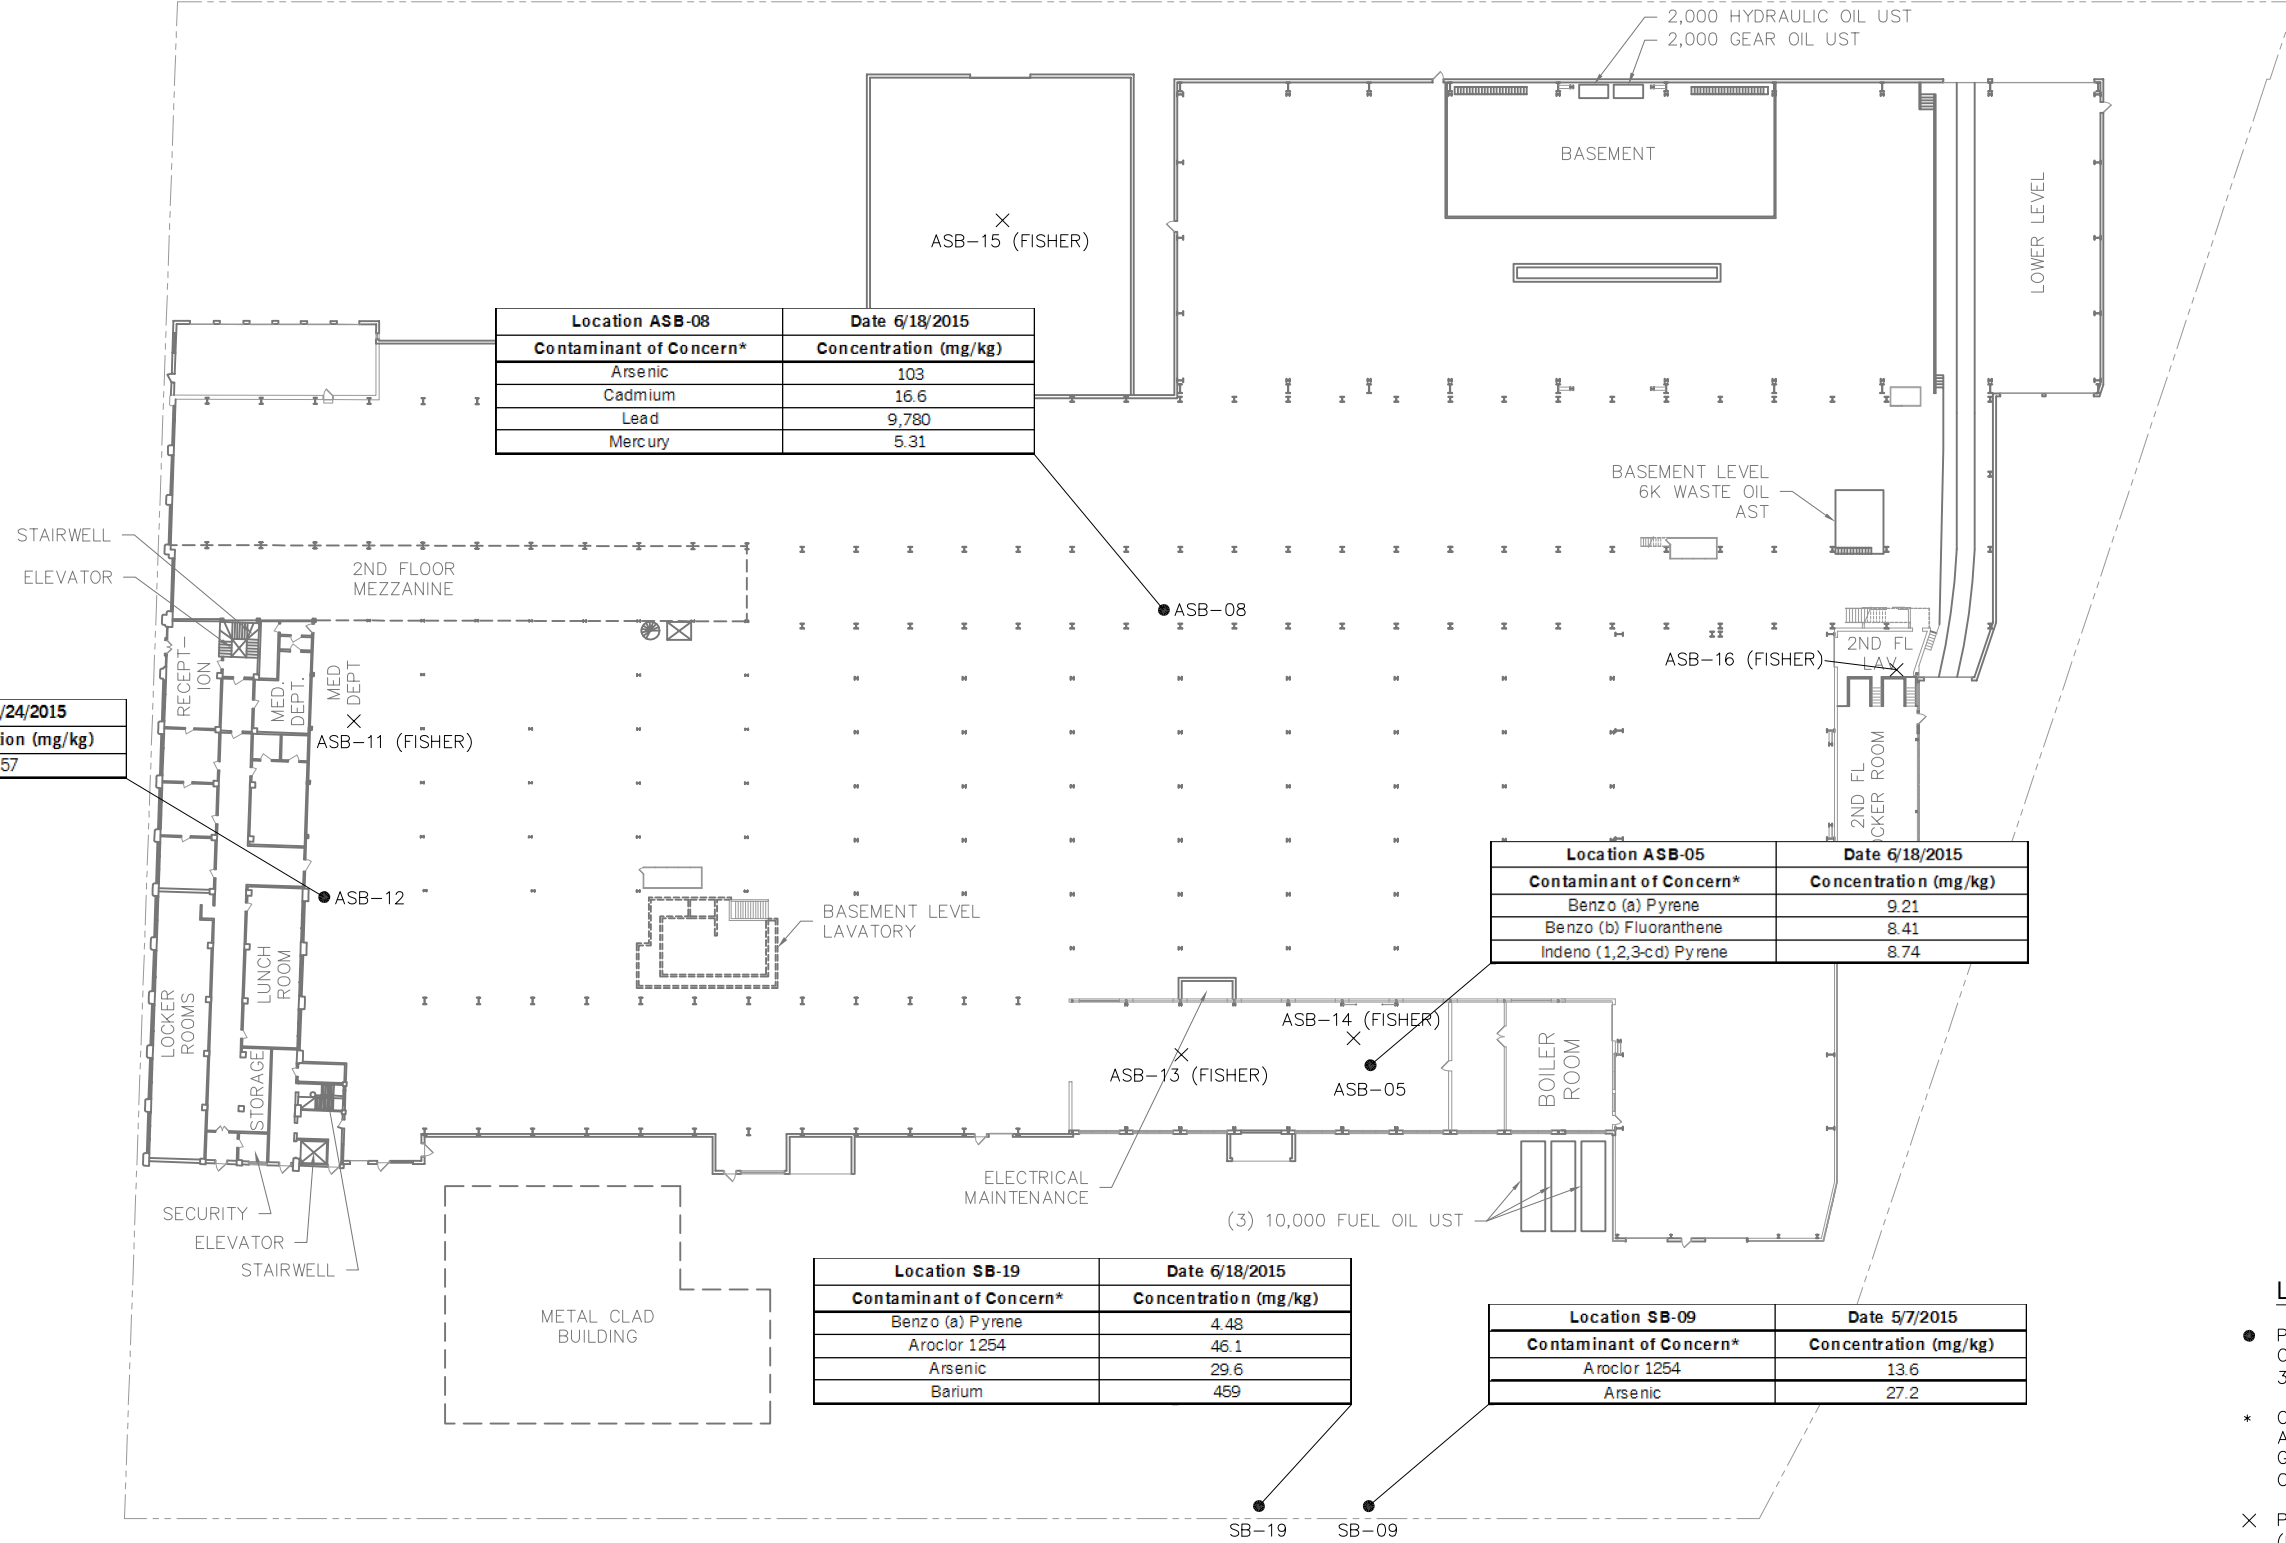 2,000 HYDRAULIC OIL UST
2,000 GEAR OIL UST
BASEMENT
LOWER LEVEL
ASB-15 (FISHER)
Location ASB-08 Date 6/18/2015
Contaminant of Concern* Concentration (mg/kg)
Arsenic 103
Cadmium 16.6
Lead 9,780
Mercury 5.31
BASEMENT LEVEL
6K WASTE OIL
AST
STAIRWELL
ELEVATOR
2ND FLOOR
MEZZANINE
ASB-08
RECEPT-
ION
MED.
DEPT.
MED
DEPT
ASB-11 (FISHER)
2ND FL
LAV
ASB-16 (FISHER)
/24/2015
ion (mg/kg)
57
2ND FL
OCKER ROOM
ASB-12
Location ASB-05 Date 6/18/2015
Contaminant of Concern* Concentration (mg/kg)
Benzo (a) Pyrene 9.21
Benzo (b) Fluoranthene 8.41
Indeno (1,2,3-cd) Pyrene 8.74
BASEMENT LEVEL
LAVATORY
LUNCH
ROOM
LOCKER
ROOMS
STORAGE
ASB-14 (FISHER)
ASB-13 (FISHER)
ASB-05
BOILER
ROOM
ELECTRICAL
MAINTENANCE
SECURITY
ELEVATOR
STAIRWELL
(3) 10,000 FUEL OIL UST
METAL CLAD
BUILDING
Location SB-19 Date 6/18/2015
Contaminant of Concern* Concentration (mg/kg)
Benzo (a) Pyrene 4.48
Aroclor 1254 46.1
Arsenic 29.6
Barium 459
Location SB-09 Date 5/7/2015
Contaminant of Concern* Concentration (mg/kg)
Aroclor 1254 13.6
Arsenic 27.2
SB-19
SB-09
L
P
3
*
A
P